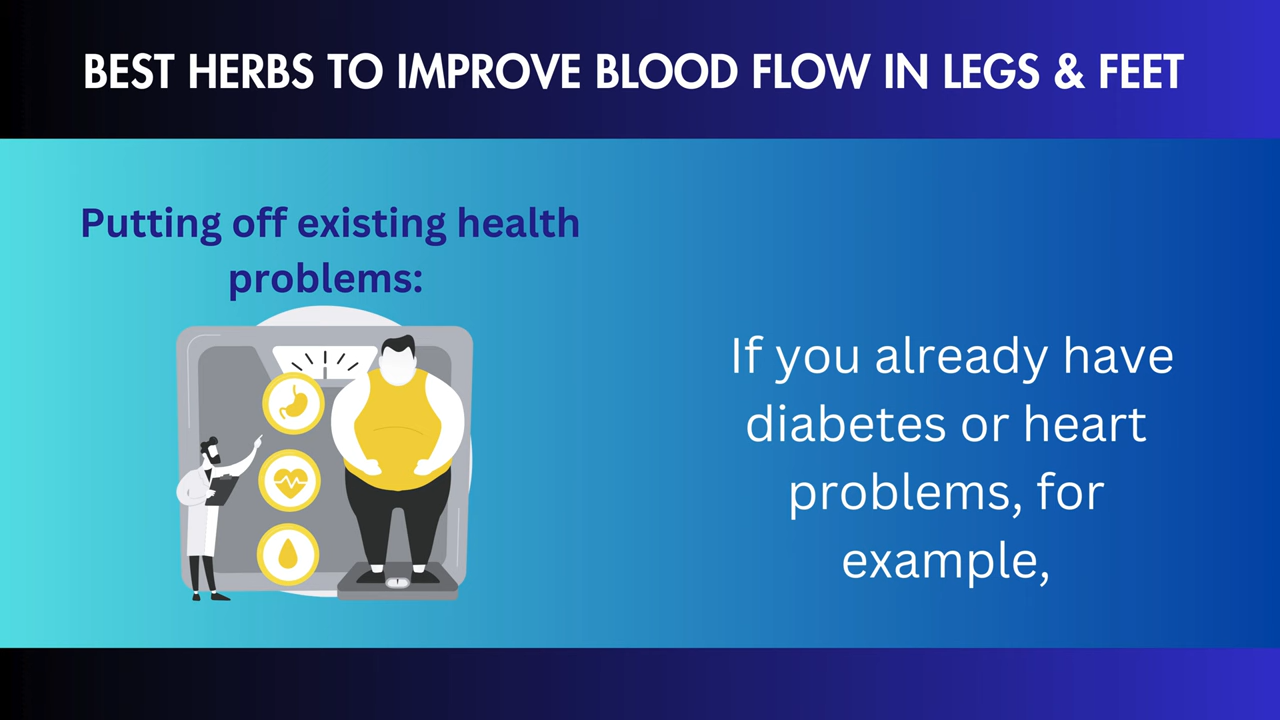 BEST HERBS TO IMPROVE BLOOD FLOW IN LEGS & FEET
Putting off existing health
problems:
If you already have
diabetes or heart
problems, for
example,